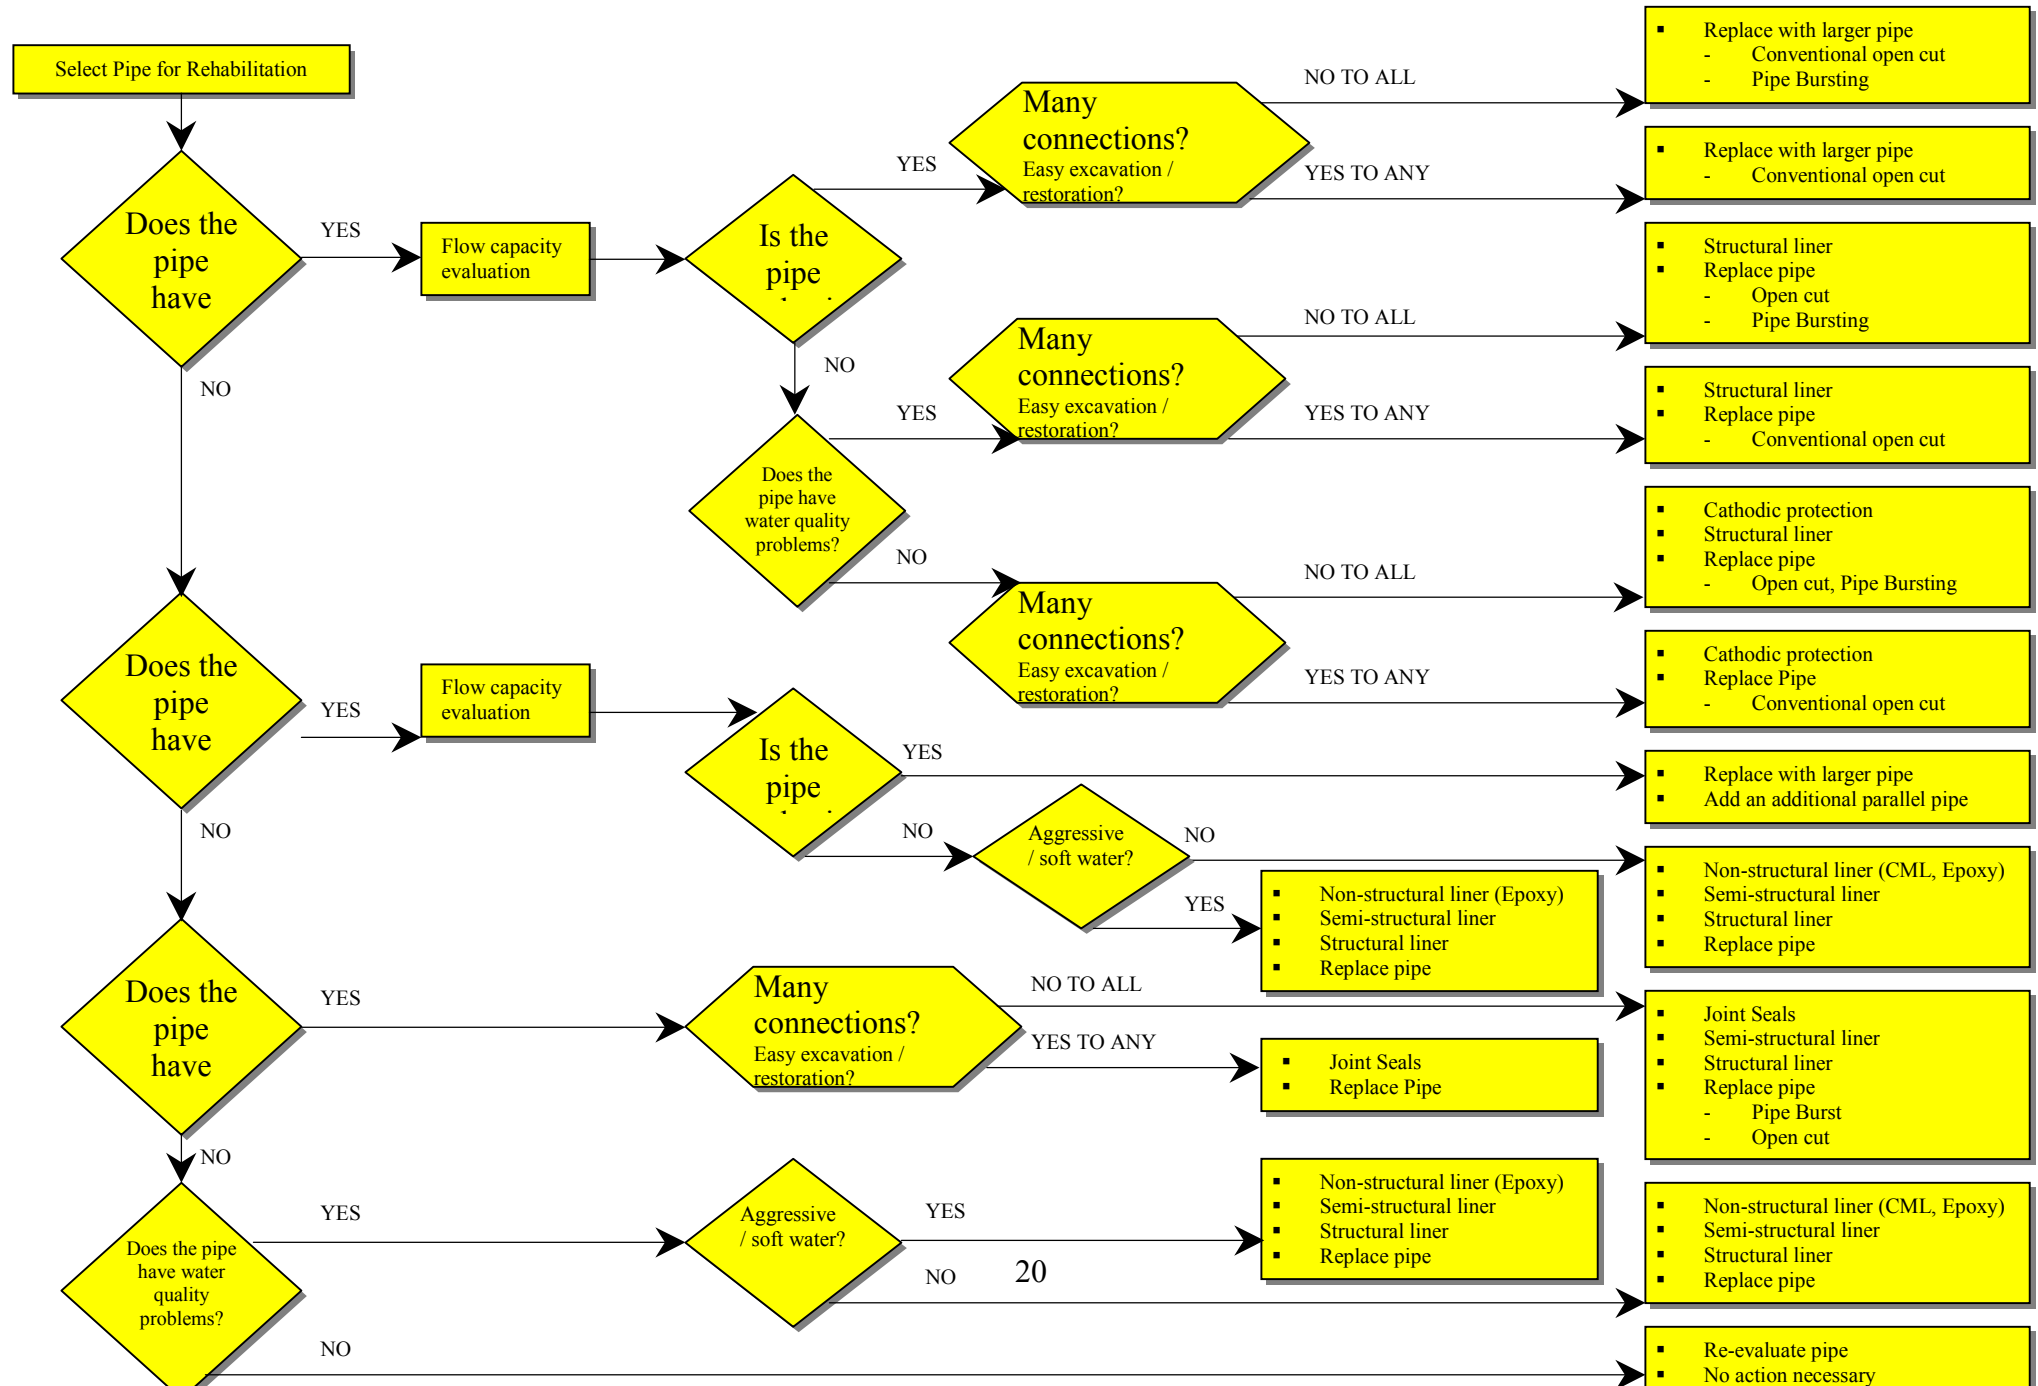 Select Pipe for Rehabilitation
Does the
pipe
have
YES
NO
Flow capacity
evaluation
Is the
pipe
YES
NO
Many
connections?
Easy excavation /
restoration?
NO TO ALL
YES TO ANY
▪ Replace with larger pipe
- Conventional open cut
- Pipe Bursting
▪ Replace with larger pipe
- Conventional open cut
Does the
pipe have
water quality
problems?
YES
NO
Many
connections?
Easy excavation /
restoration?
NO TO ALL
YES TO ANY
▪ Structural liner
▪ Replace pipe
- Open cut
- Pipe Bursting
▪ Structural liner
▪ Replace pipe
- Conventional open cut
Many
connections?
Easy excavation /
restoration?
NO TO ALL
YES TO ANY
▪ Cathodic protection
▪ Structural liner
▪ Replace pipe
- Open cut, Pipe Bursting
▪ Cathodic protection
▪ Replace Pipe
- Conventional open cut
Does the
pipe
have
YES
NO
Flow capacity
evaluation
Is the
pipe
YES
NO
▪ Replace with larger pipe
▪ Add an additional parallel pipe
Aggressive
/ soft water?
NO
YES
▪ Non-structural liner (CML, Epoxy)
▪ Semi-structural liner
▪ Structural liner
▪ Replace pipe
▪ Non-structural liner (Epoxy)
▪ Semi-structural liner
▪ Structural liner
▪ Replace pipe
Does the
pipe
have
YES
NO
Many
connections?
Easy excavation /
restoration?
NO TO ALL
YES TO ANY
▪ Joint Seals
▪ Semi-structural liner
▪ Structural liner
▪ Replace pipe
- Pipe Burst
- Open cut
▪ Joint Seals
▪ Replace Pipe
Does the pipe
have water
quality
problems?
YES
NO
Aggressive
/ soft water?
YES
NO
20
▪ Non-structural liner (Epoxy)
▪ Semi-structural liner
▪ Structural liner
▪ Replace pipe
▪ Non-structural liner (CML, Epoxy)
▪ Semi-structural liner
▪ Structural liner
▪ Replace pipe
▪ Re-evaluate pipe
▪ No action necessary